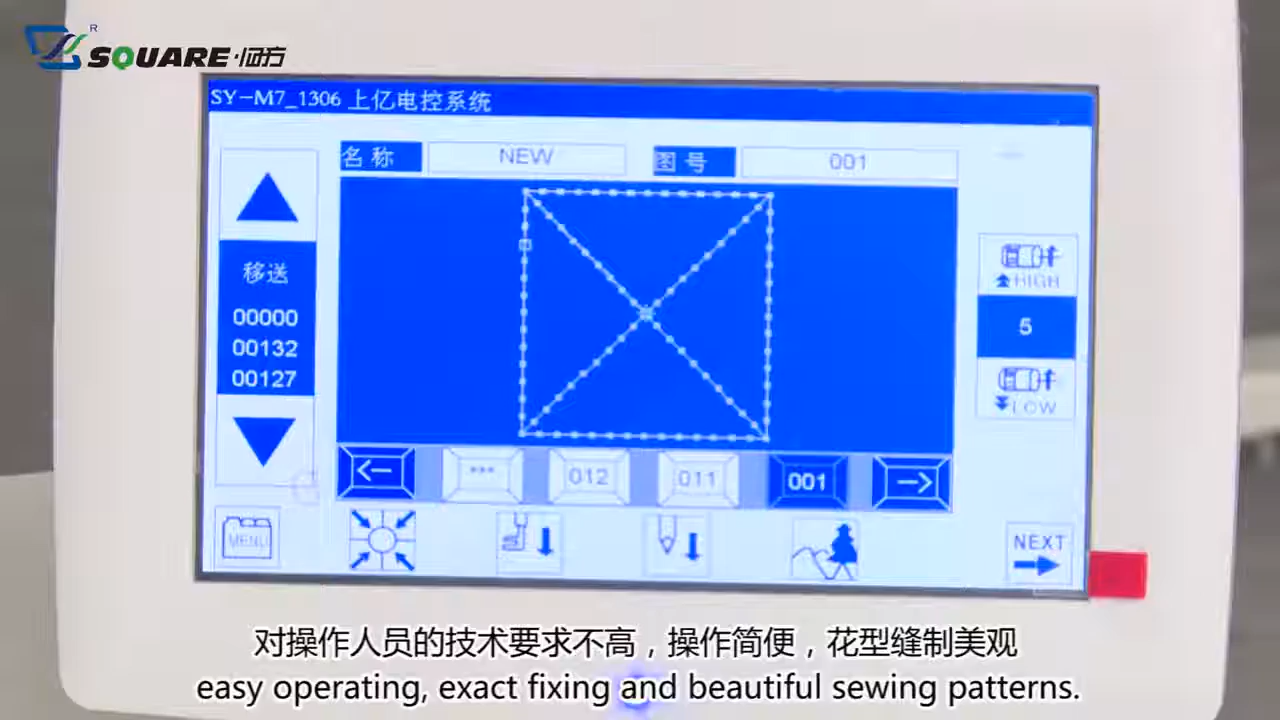 R
SQUARE·亿方
SY-M7_1306 上亿电控系统
名称 NEW 图号 001
移送
00000
00132
00127
HIGH
5
LOW
*** 012 011 001
MENU
NEXT
对操作人员的技术要求不高，操作简便，花型缝制美观
easy operating, exact fixing and beautiful sewing patterns.